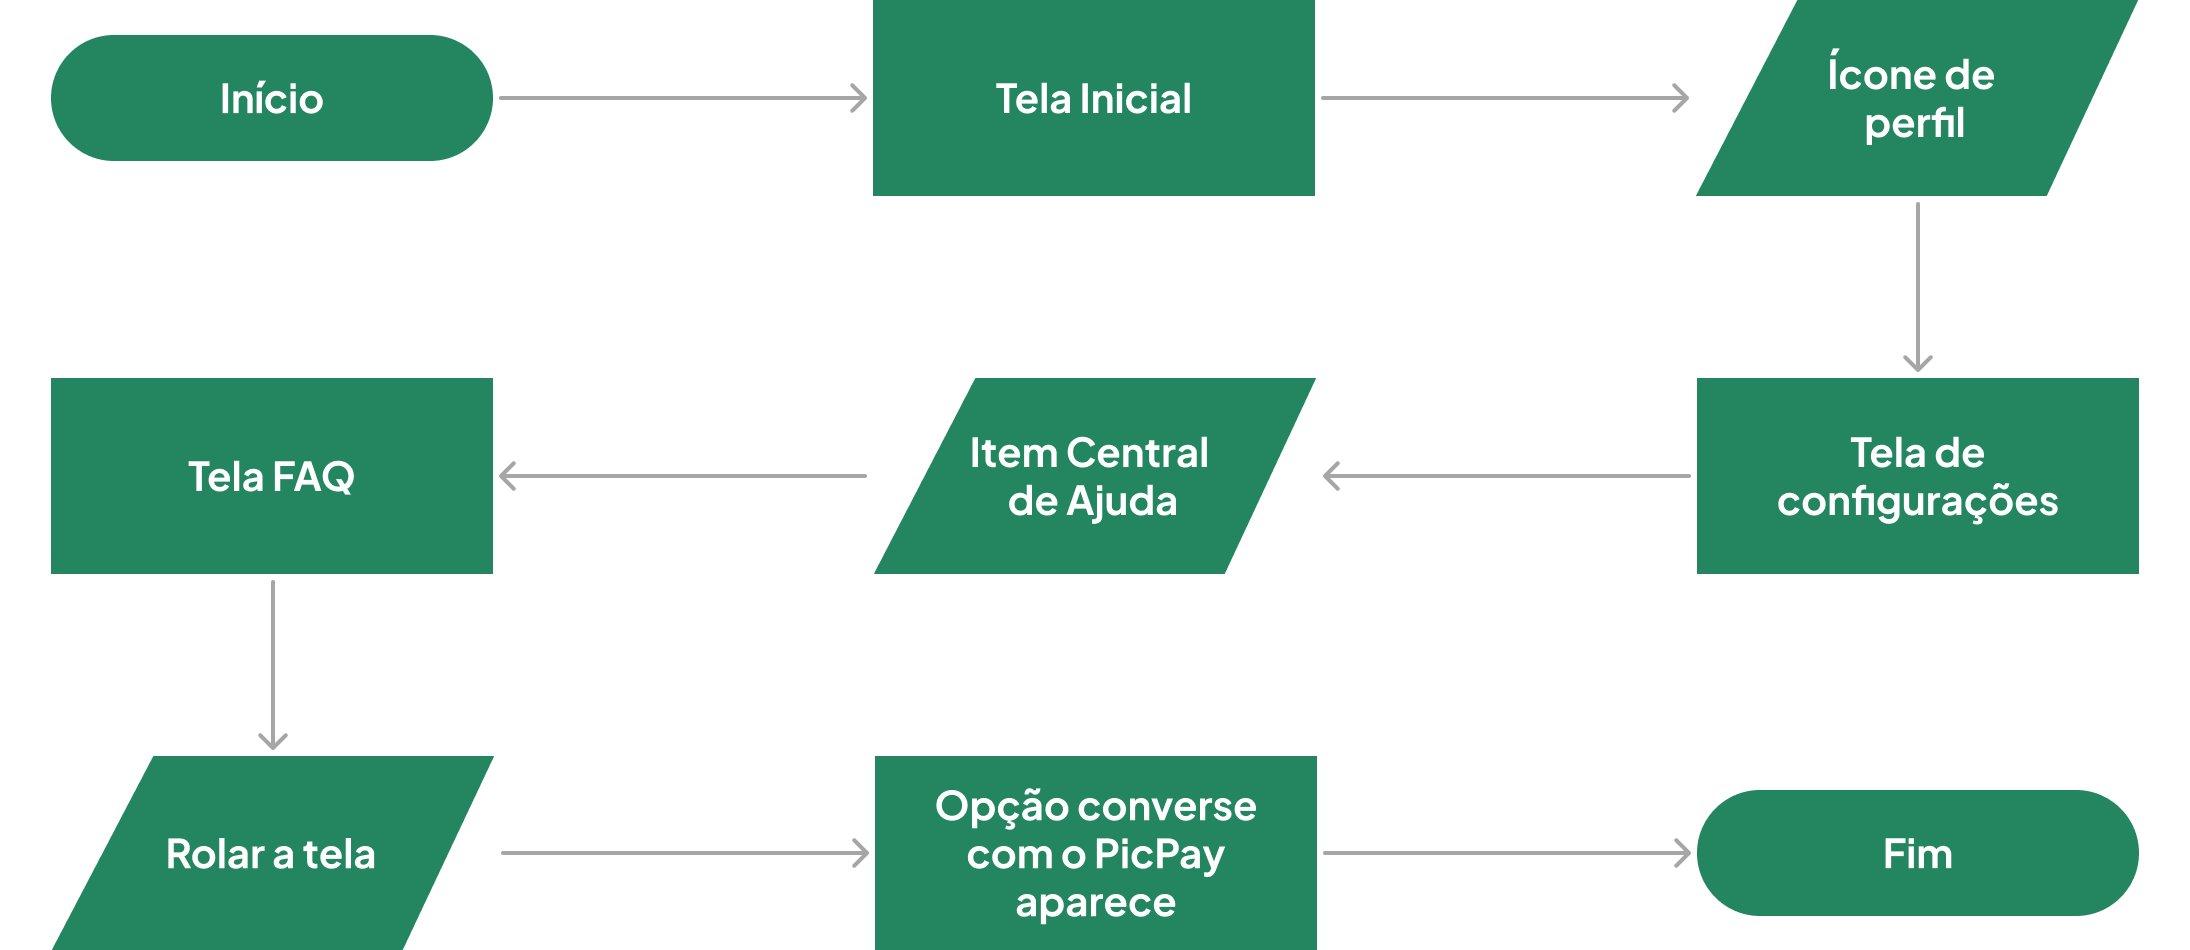 Início
Tela Inicial
Ícone de
perfil
Tela FAQ
Item Central
de Ajuda
Tela de
configurações
Rolar a tela
Opção converse
com o PicPay
aparece
Fim